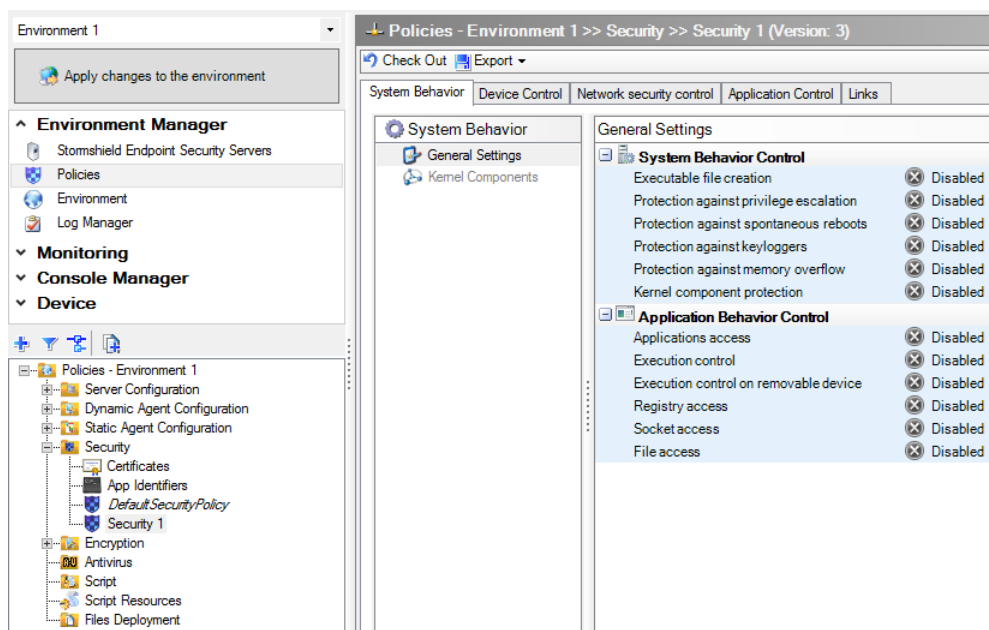 Environment 1
Apply changes to the environment
Environment Manager
Stormshield Endpoint Security Servers
Policies
Environment
Log Manager
Monitoring
Console Manager
Device
Policies - Environment 1
Server Configuration
Dynamic Agent Configuration
Static Agent Configuration
Security
Certificates
App Identifiers
DefaultSecurityPolicy
Security 1
Encryption
Antivirus
Script
Script Resources
Files Deployment
Policies - Environment 1 >> Security >> Security 1 (Version: 3)
Check Out Export
System Behavior Device Control Network security control Application Control Links
System Behavior
General Settings
Kernel Components
General Settings
System Behavior Control
Executable file creation Disabled
Protection against privilege escalation Disabled
Protection against spontaneous reboots Disabled
Protection against keyloggers Disabled
Protection against memory overflow Disabled
Kernel component protection Disabled
Application Behavior Control
Applications access Disabled
Execution control Disabled
Execution control on removable device Disabled
Registry access Disabled
Socket access Disabled
File access Disabled